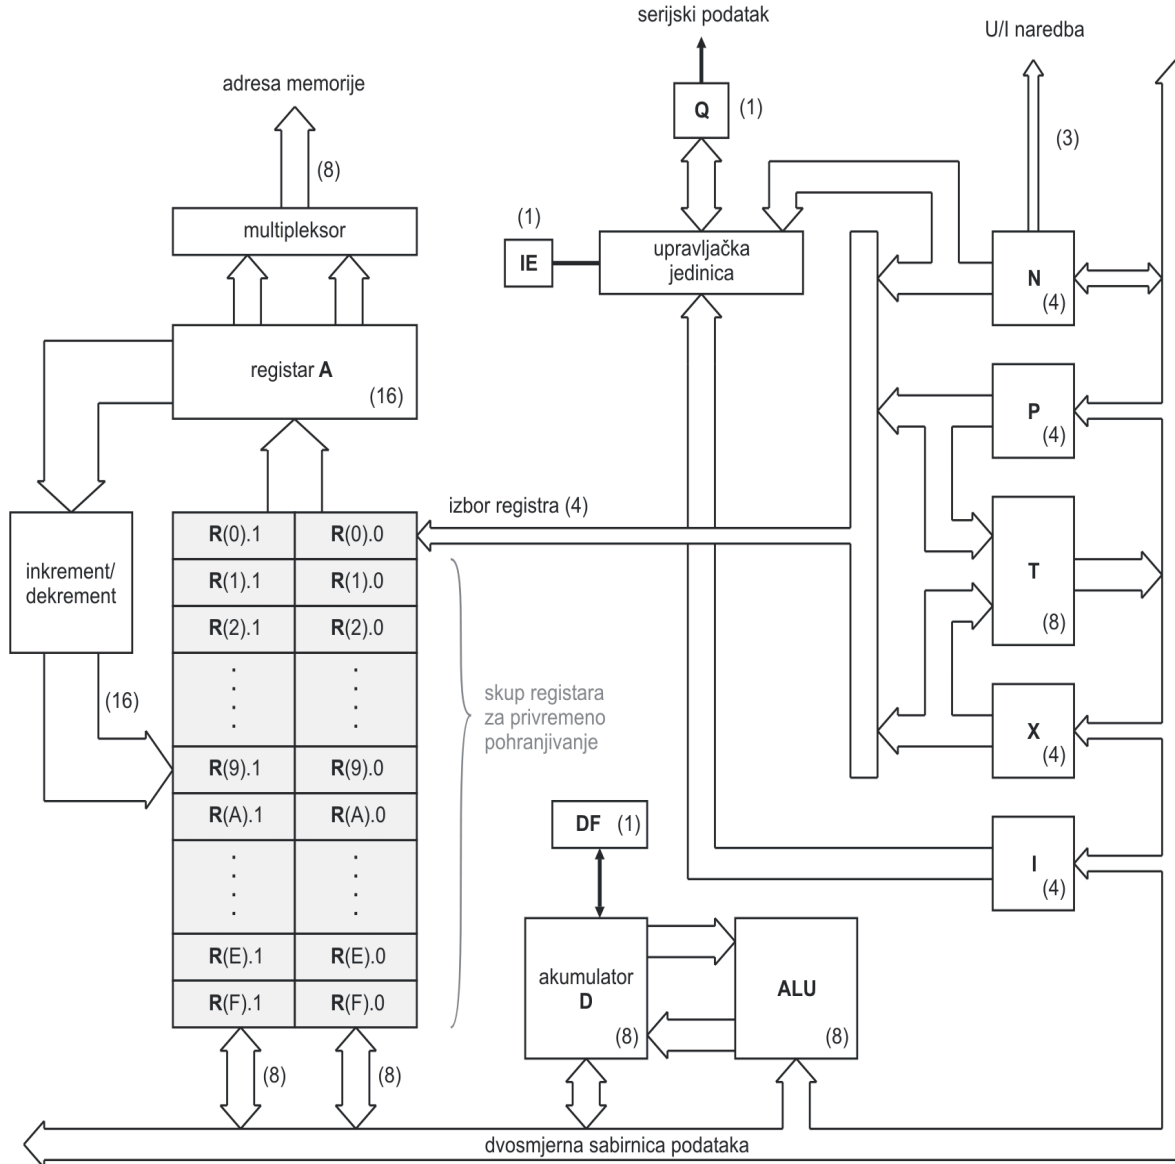 serijski podatak
U/I naredba
adresa memorije
Q (1)
(8)
(3)
multipleksor
(1)
IE
upravljačka
jedinica
N
(4)
registar A
(16)
P
(4)
izbor registra (4)
R(0).1 R(0).0
inkrement/
dekrement
R(1).1 R(1).0
T
(8)
R(2).1 R(2).0
skup registara
za privremeno
pohranjivanje
(16)
X
(4)
R(9).1 R(9).0
R(A).1 R(A).0
DF (1)
I
(4)
R(E).1 R(E).0
R(F).1 R(F).0
akumulator
D
(8)
ALU
(8)
(8) (8)
dvosmjerna sabirnica podataka